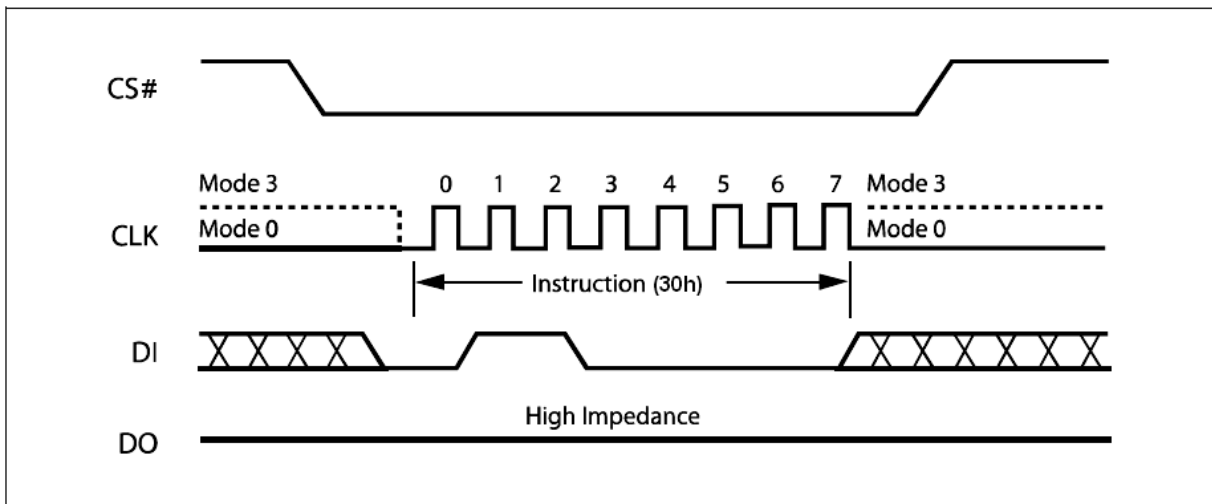 CS#
Mode 3
0 1 2 3 4 5 6 7
Mode 3
CLK
Mode 0
Mode 0
Instruction (30h)
DI
High Impedance
DO